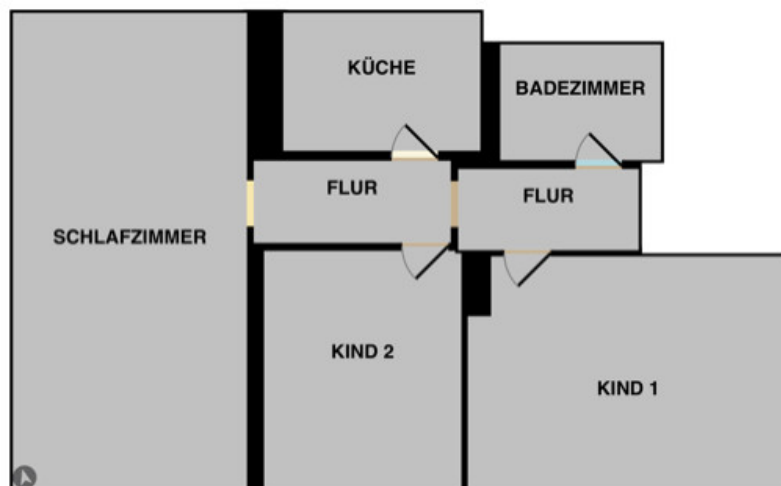 KÜCHE
BADEZIMMER
FLUR
FLUR
SCHLAFZIMMER
KIND 2
KIND 1